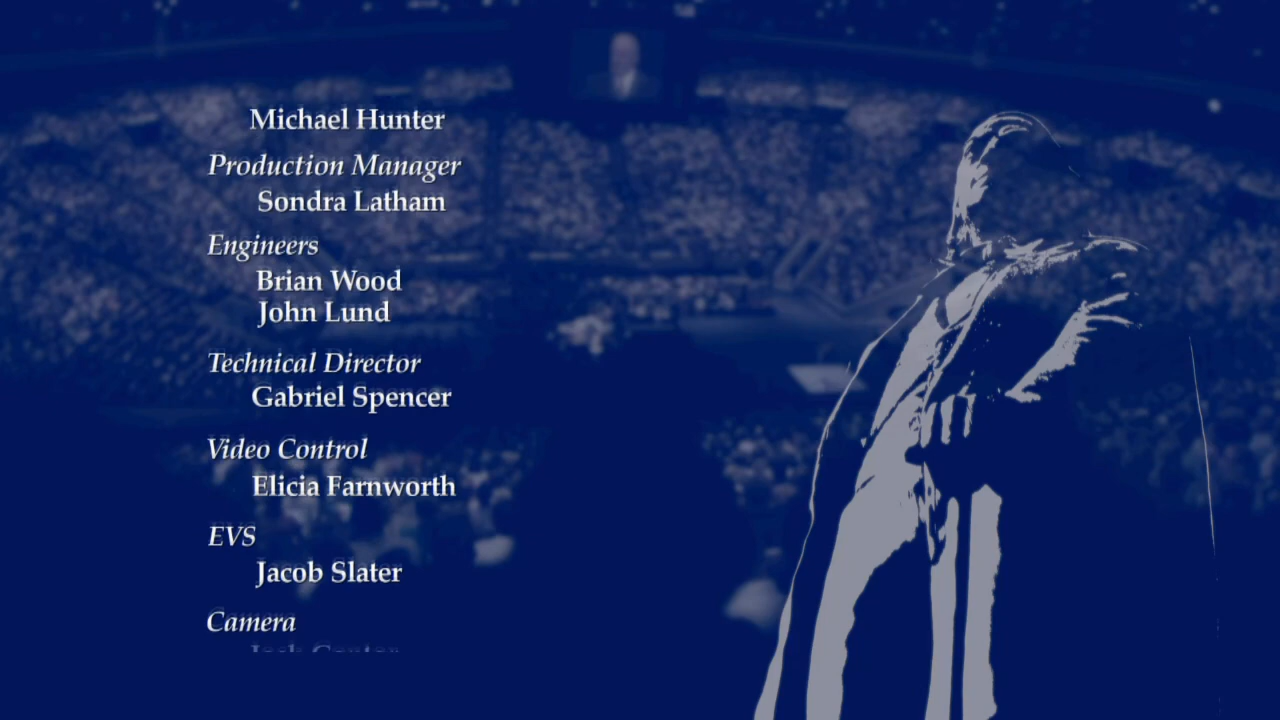 Michael Hunter
Production Manager
Sondra Latham
Engineers
Brian Wood
John Lund
Technical Director
Gabriel Spencer
Video Control
Elicia Farnworth
EVS
Jacob Slater
Camera